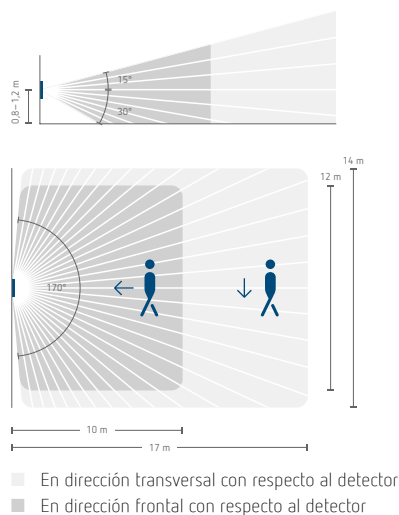 15°
30°
0,8–1,2 m
14 m
12 m
170°
10 m
17 m
En dirección transversal con respecto al detector
En dirección frontal con respecto al detector